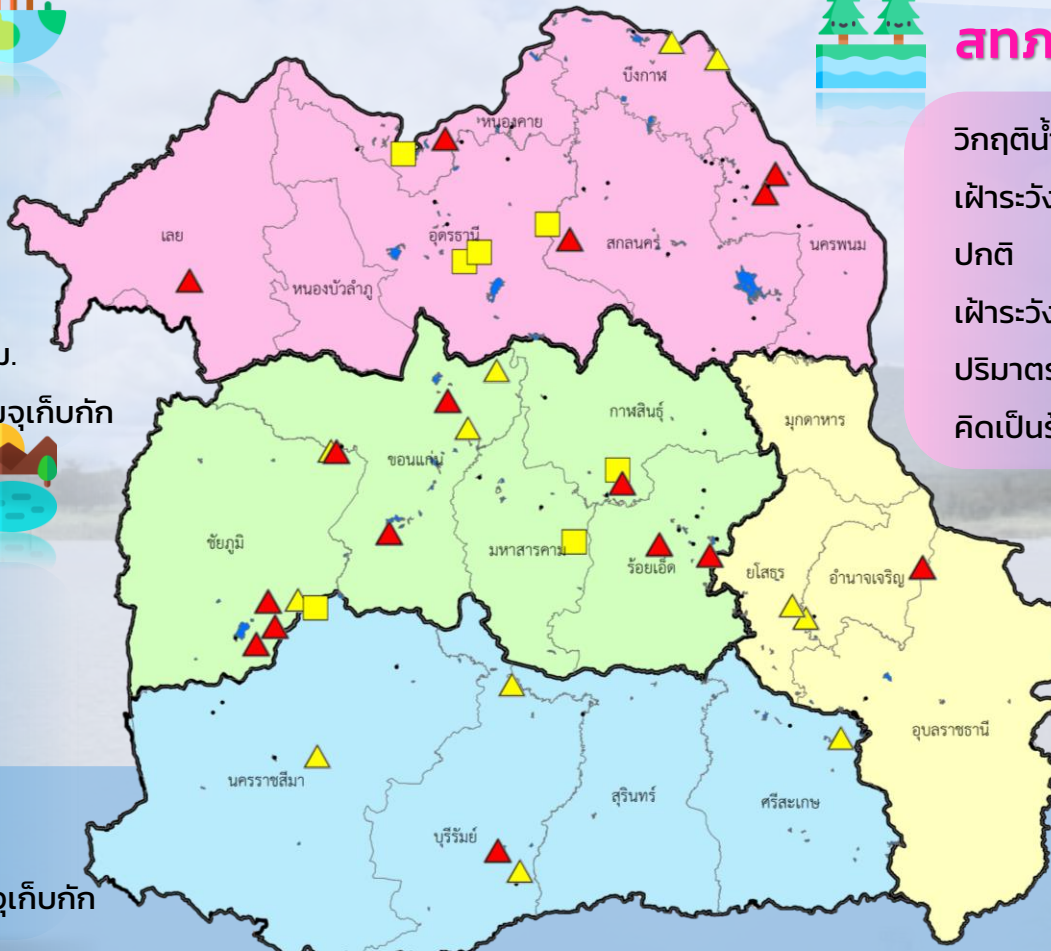 สทภ
วิกฤติน้ำ
เฝ้าระวัง
ปกติ
เฝ้าระวัง
ปริมาตร
คิดเป็นร้
ม.
จุเก็บกัก
จุเก็บกัก
บึงกาฬ
หนองคาย
เลย
อุดรธานี
สกลนคร
นครพนม
หนองบัวลำภู
กาฬสินธุ์
มุกดาหาร
ขอนแก่น
ชัยภูมิ
มหาสารคาม
ร้อยเอ็ด
ยโสธร
อำนาจเจริญ
อุบลราชธานี
นครราชสีมา
สุรินทร์
ศรีสะเกษ
บุรีรัมย์